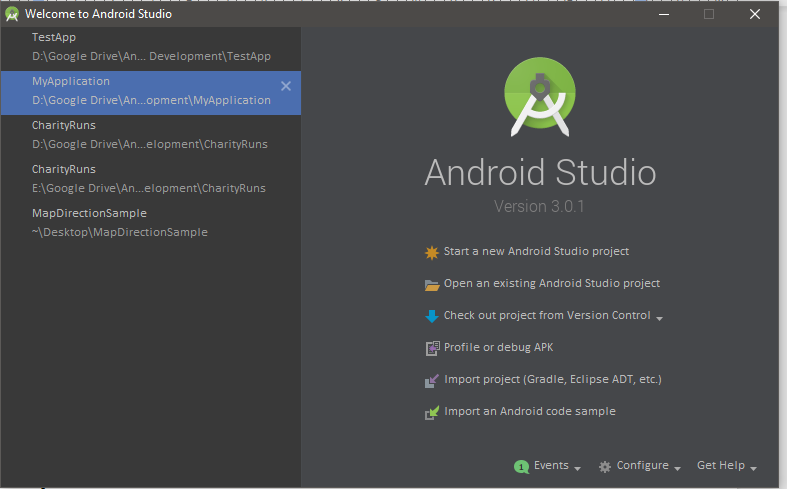 Welcome to Android Studio
TestApp
D:\Google Drive\An... Development\TestApp
MyApplication
D:\Google Drive\An...opment\MyApplication
CharityRuns
D:\Google Drive\An...elopment\CharityRuns
CharityRuns
E:\Google Drive\An...elopment\CharityRuns
MapDirectionSample
~\Desktop\MapDirectionSample
Android Studio
Version 3.0.1
Start a new Android Studio project
Open an existing Android Studio project
Check out project from Version Control
Profile or debug APK
Import project (Gradle, Eclipse ADT, etc.)
Import an Android code sample
1 Events Configure Get Help